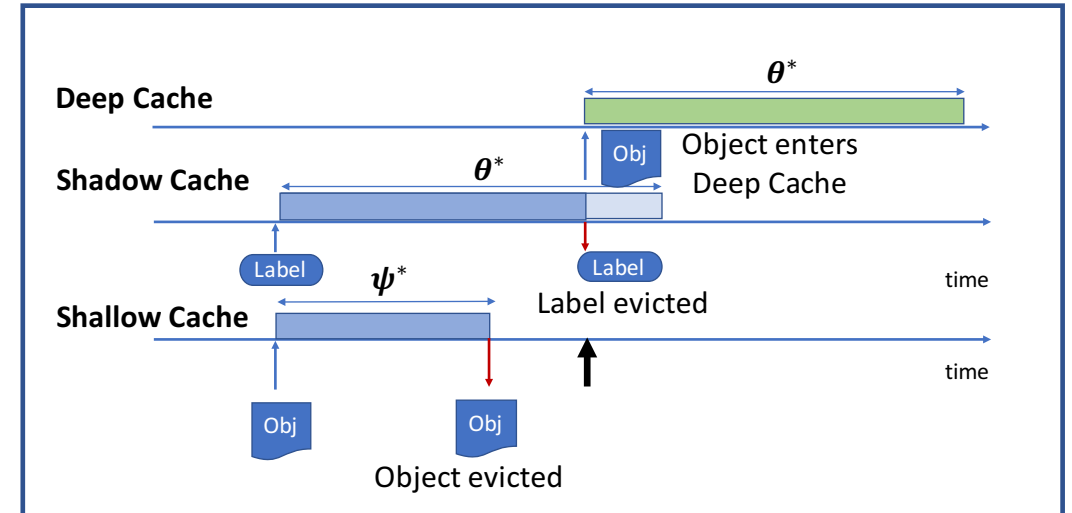 θ*
Deep Cache
Obj
Object enters
Deep Cache
θ*
Shadow Cache
Label
Label
time
Label evicted
ψ*
Shallow Cache
time
Obj
Obj
Object evicted